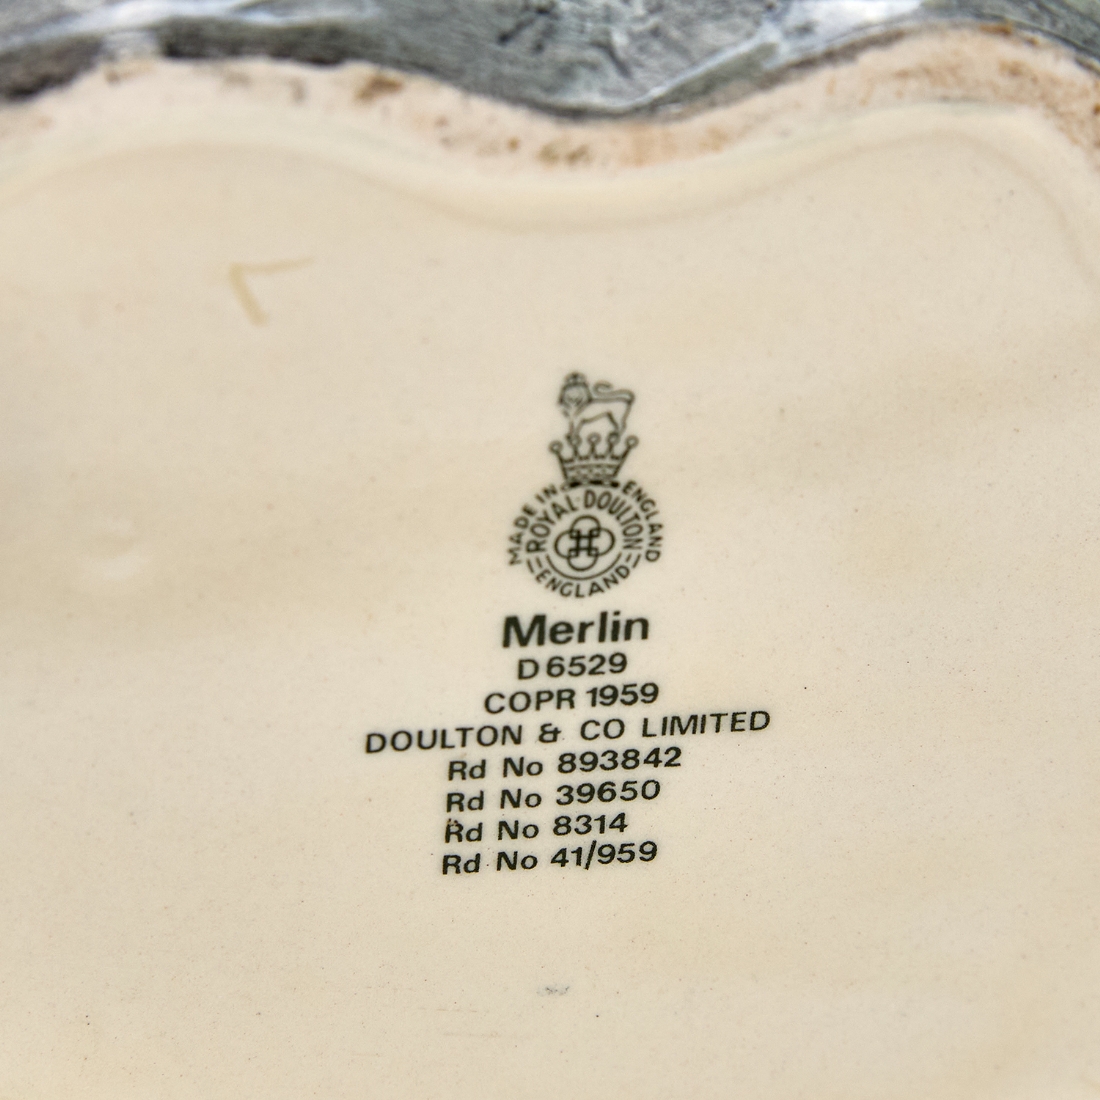 MADE IN ENGLAND
ROYAL·DOULTON
ENGLAND
Merlin
D 6529
COPR 1959
DOULTON & CO LIMITED
Rd No 893842
Rd No 39650
Rd No 8314
Rd No 41/959